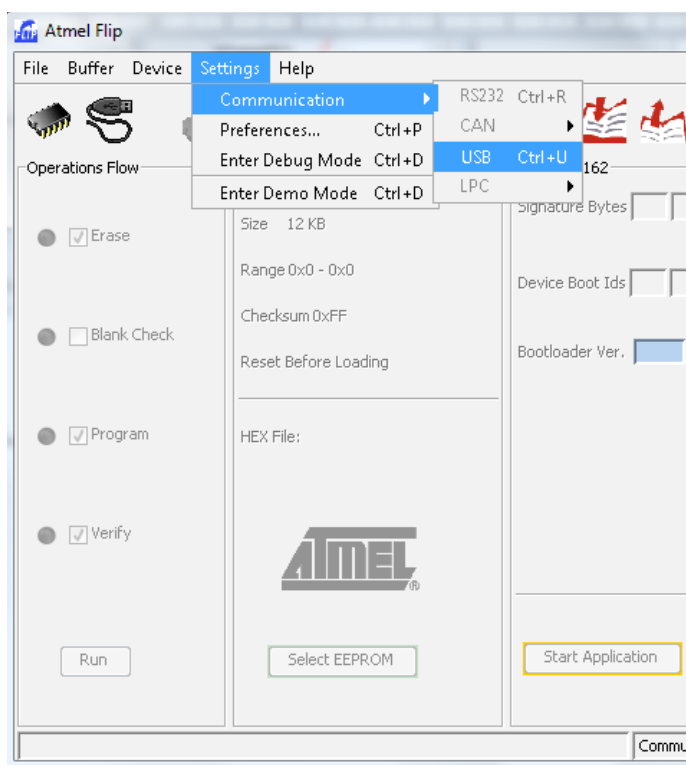 Atmel Flip
File Buffer Device Settings Help
Communication
Preferences... Ctrl+P
Enter Debug Mode Ctrl+D
Enter Demo Mode Ctrl+D
RS232 Ctrl+R
CAN
USB Ctrl+U
LPC
Operations Flow
Erase
Blank Check
Program
Verify
Run
Size 12 KB
Range 0x0 - 0x0
Checksum 0xFF
Reset Before Loading
HEX File:
ATMEL ®
Select EEPROM
162
Signature Bytes
Device Boot Ids
Bootloader Ver.
Start Application
Commu